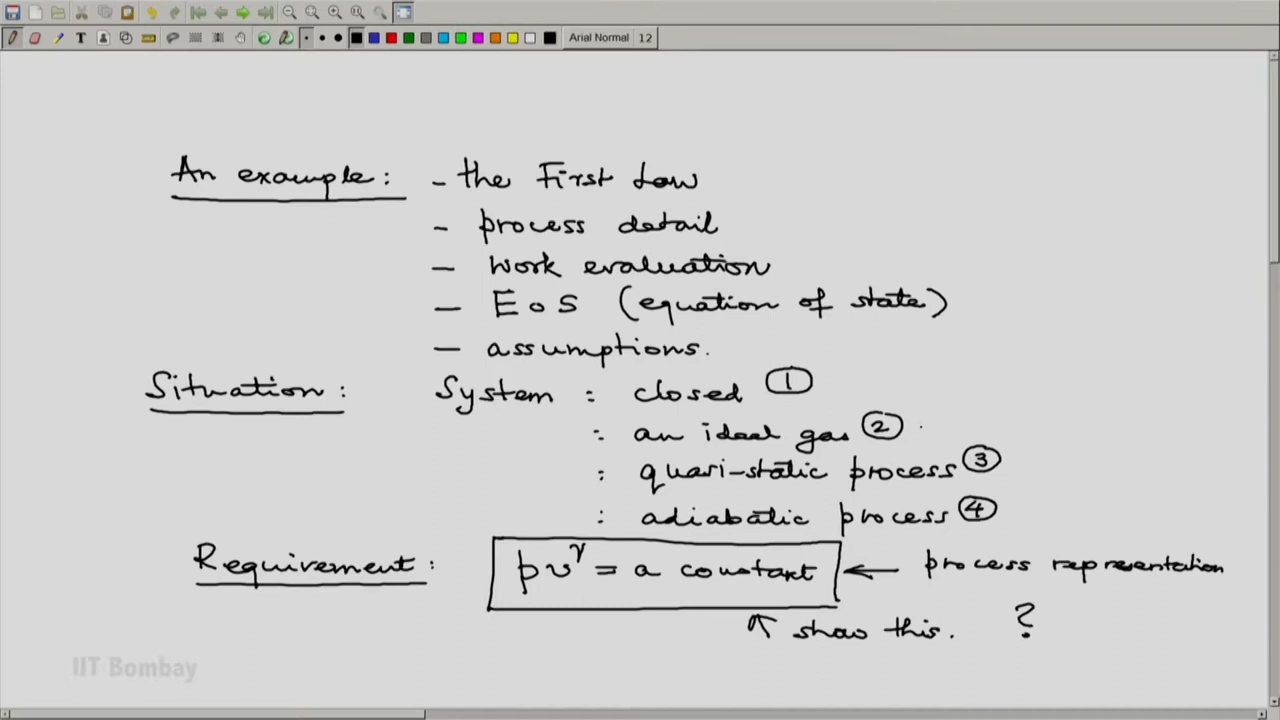 Arial Normal 12
An example: - the First Law
- process detail
- work evaluation
- EoS (equation of state)
- assumptions.
Situation: System : closed ①
: an ideal gas ②
: quasi-static process ③
: adiabatic process ④
Requirement: pv^γ = a constant ← process representation
↖ show this. ?
IIT Bombay